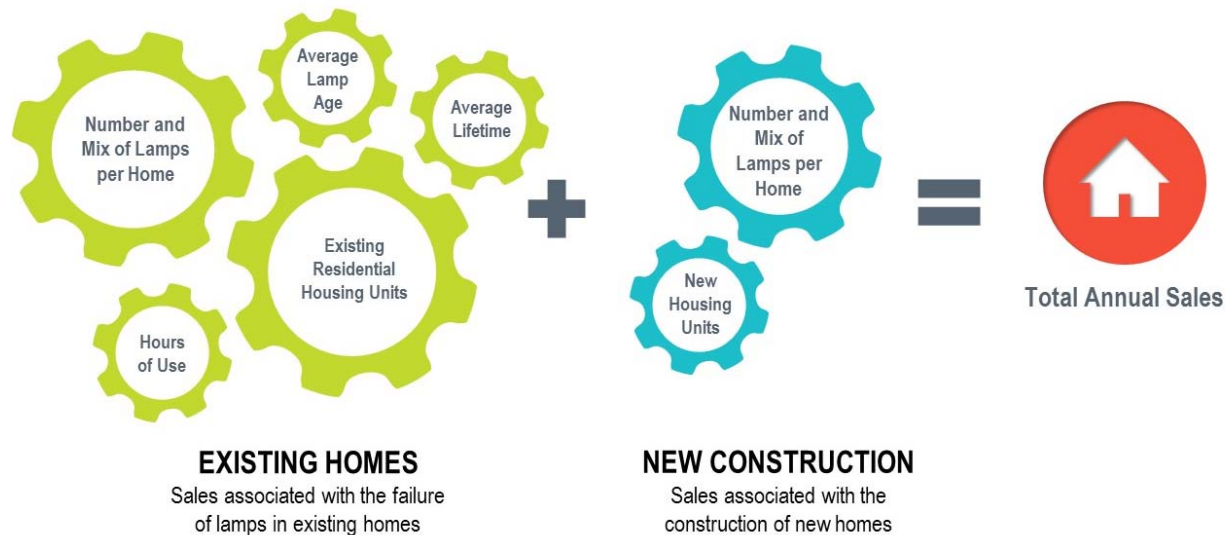 Number and
Mix of Lamps
per Home
Average
Lamp
Age
Average
Lifetime
Existing
Residential
Housing Units
Hours
of Use
Number and
Mix of
Lamps per
Home
New
Housing
Units
Total Annual Sales
EXISTING HOMES
Sales associated with the failure
of lamps in existing homes
NEW CONSTRUCTION
Sales associated with the
construction of new homes